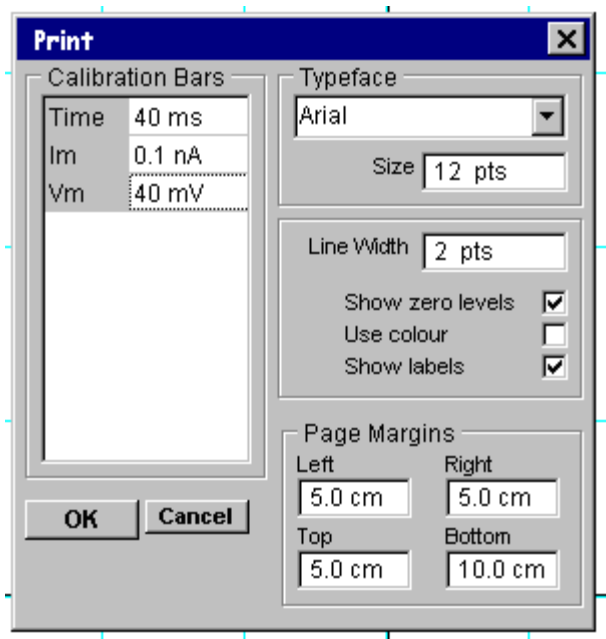 Print
Calibration Bars
Time 40 ms
Im 0.1 nA
Vm 40 mV
OK
Cancel
Typeface
Arial
Size 12 pts
Line Width 2 pts
Show zero levels
Use colour
Show labels
Page Margins
Left Right
5.0 cm 5.0 cm
Top Bottom
5.0 cm 10.0 cm